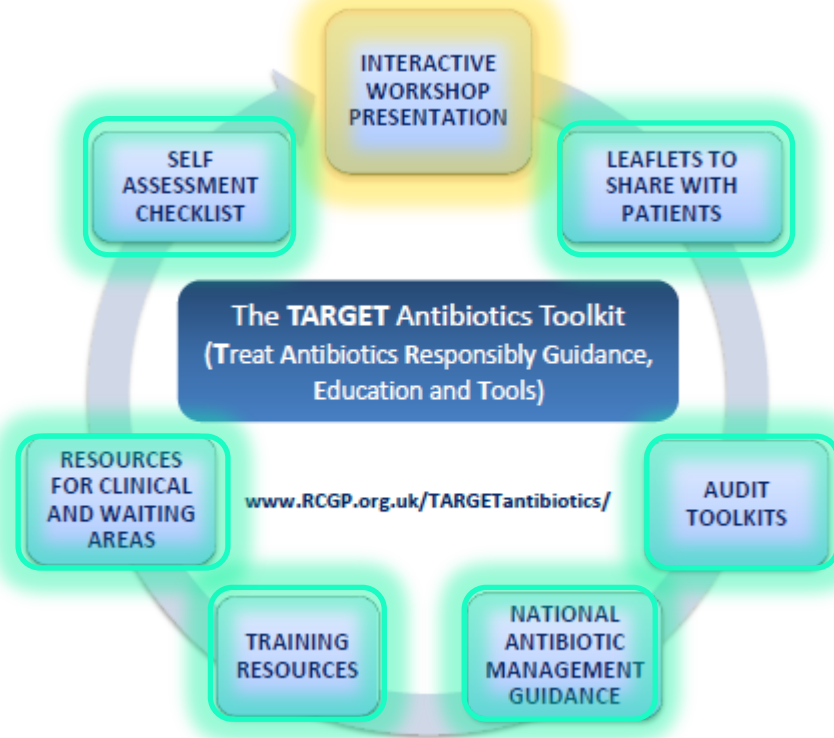 INTERACTIVE
WORKSHOP
PRESENTATION
LEAFLETS TO
SHARE WITH
PATIENTS
AUDIT
TOOLKITS
NATIONAL
ANTIBIOTIC
MANAGEMENT
GUIDANCE
TRAINING
RESOURCES
RESOURCES
FOR CLINICAL
AND WAITING
AREAS
SELF
ASSESSMENT
CHECKLIST
The TARGET Antibiotics Toolkit
(Treat Antibiotics Responsibly Guidance,
Education and Tools)
www.RCGP.org.uk/TARGETantibiotics/